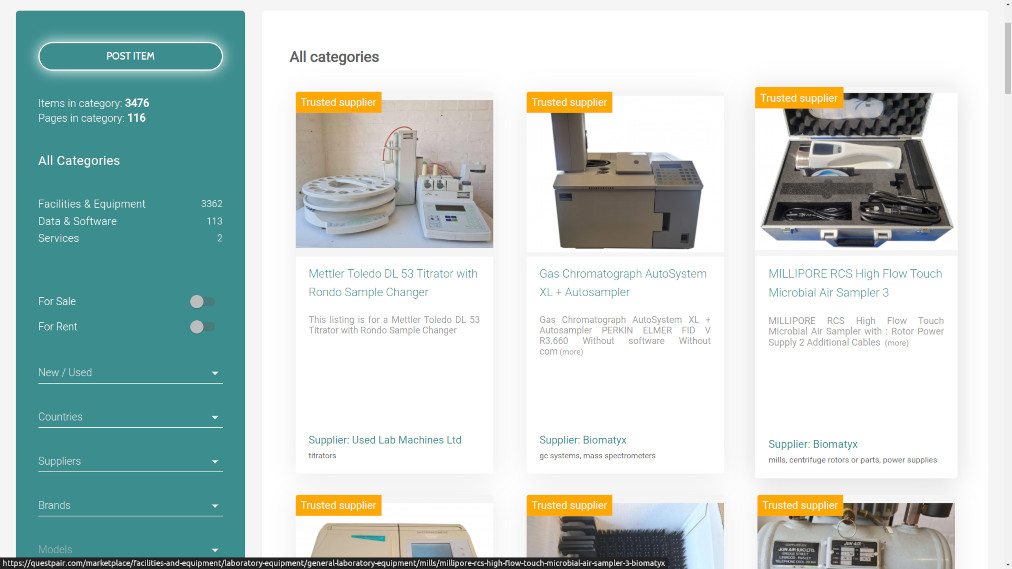 POST ITEM
Items in category: 3476
Pages in category: 116
All Categories
Facilities & Equipment 3362
Data & Software 113
Services 2
For Sale
For Rent
New / Used
Countries
Suppliers
Brands
Models
All categories
Trusted supplier
Mettler Toledo DL 53 Titrator with
Rondo Sample Changer
This listing is for a Mettler Toledo DL 53
Titrator with Rondo Sample Changer
Supplier: Used Lab Machines Ltd
titrators
Trusted supplier
Gas Chromatograph AutoSystem
XL + Autosampler
Gas Chromatograph AutoSystem XL +
Autosampler PERKIN ELMER FID V
R3.660 Without software Without
com (more)
Supplier: Biomatyx
gc systems, mass spectrometers
Trusted supplier
MILLIPORE RCS High Flow Touch
Microbial Air Sampler 3
MILLIPORE RCS High Flow Touch
Microbial Air Sampler with : Rotor Power
Supply 2 Additional Cables (more)
Supplier: Biomatyx
mills, centrifuge rotors or parts, power supplies
Trusted supplier
Trusted supplier
Trusted supplier
JUN-AIR
https://questpair.com/marketplace/facilities-and-equipment/laboratory-equipment/general-laboratory-equipment/mills/millipore-rcs-high-flow-touch-microbial-air-sampler-3-biomatyx